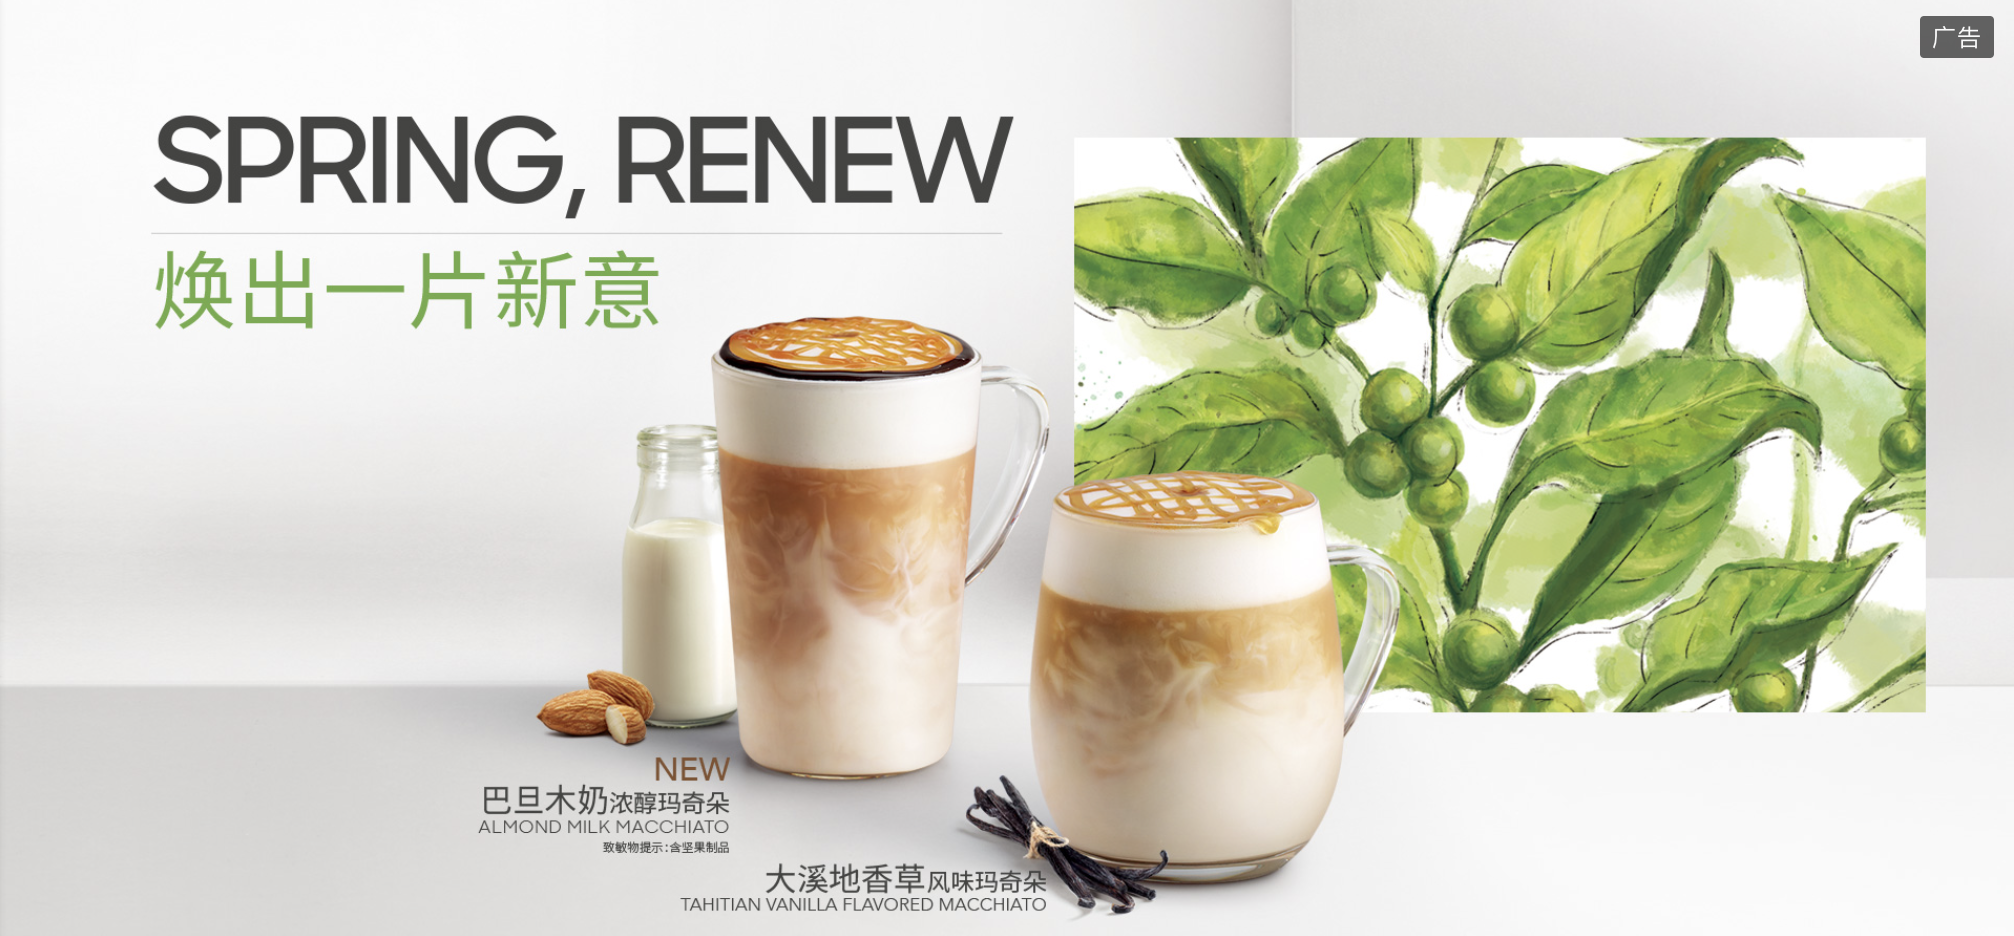 广告
SPRING, RENEW
焕出一片新意
NEW
巴旦木奶浓醇玛奇朵
ALMOND MILK MACCHIATO
致敏物提示:含坚果制品
大溪地香草风味玛奇朵
TAHITIAN VANILLA FLAVORED MACCHIATO